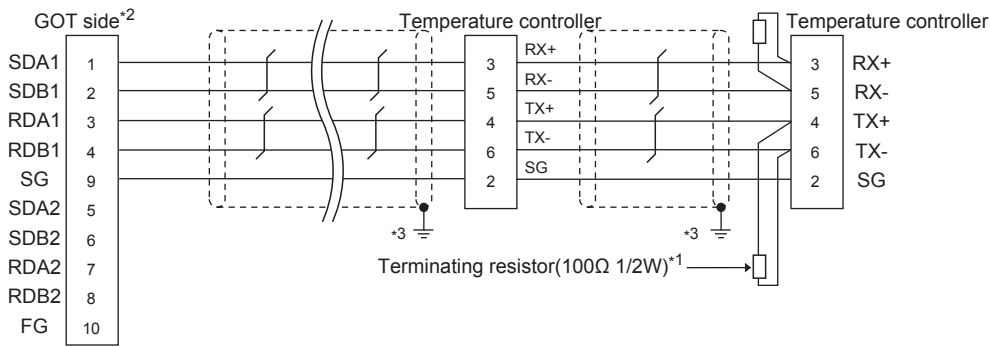 GOT side*2 Temperature controller Temperature controller
SDA1 1 3 RX+ 3 RX+
SDB1 2 5 RX- 5 RX-
RDA1 3 4 TX+ 4 TX+
RDB1 4 6 TX- 6 TX-
SG 9 2 SG 2 SG
SDA2 5
SDB2 6
*3 *3
RDA2 7 Terminating resistor(100Ω 1/2W)*1
RDB2 8
FG 10